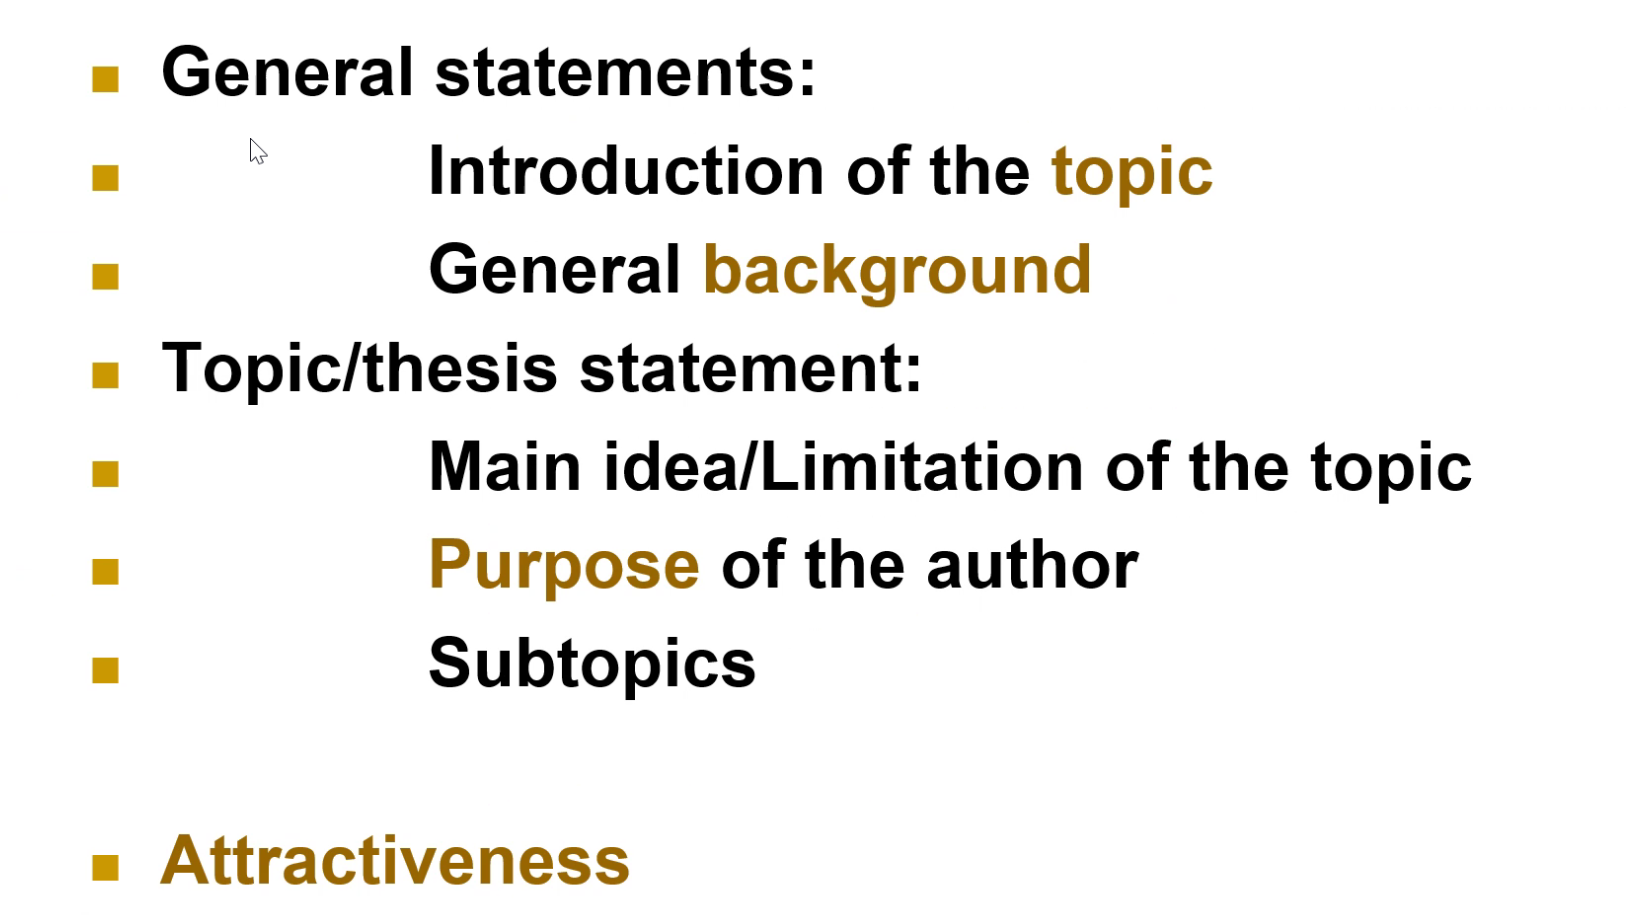 General statements:
Introduction of the topic
General background
Topic/thesis statement:
Main idea/Limitation of the topic
Purpose of the author
Subtopics
Attractiveness